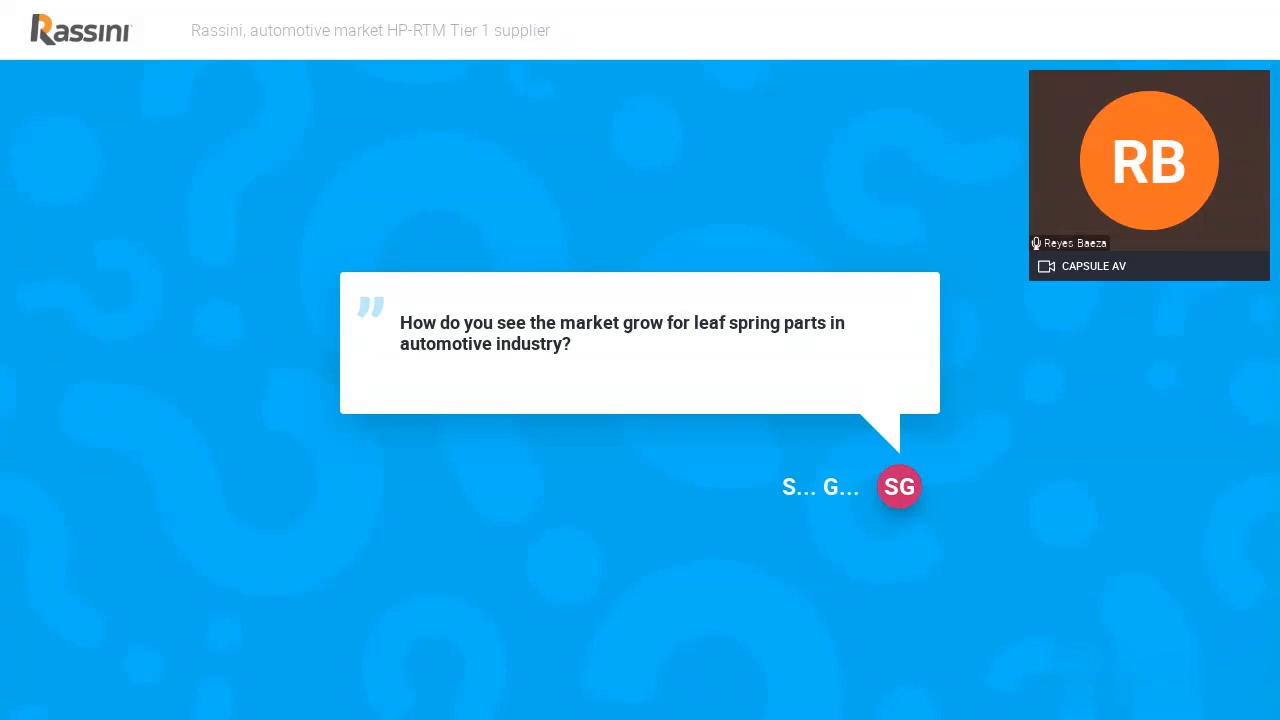 Rassini
Rassini, automotive market HP-RTM Tier 1 supplier
RB
Reyes Baeza
CAPSULE AV
How do you see the market grow for leaf spring parts in
automotive industry?
S... G...
SG